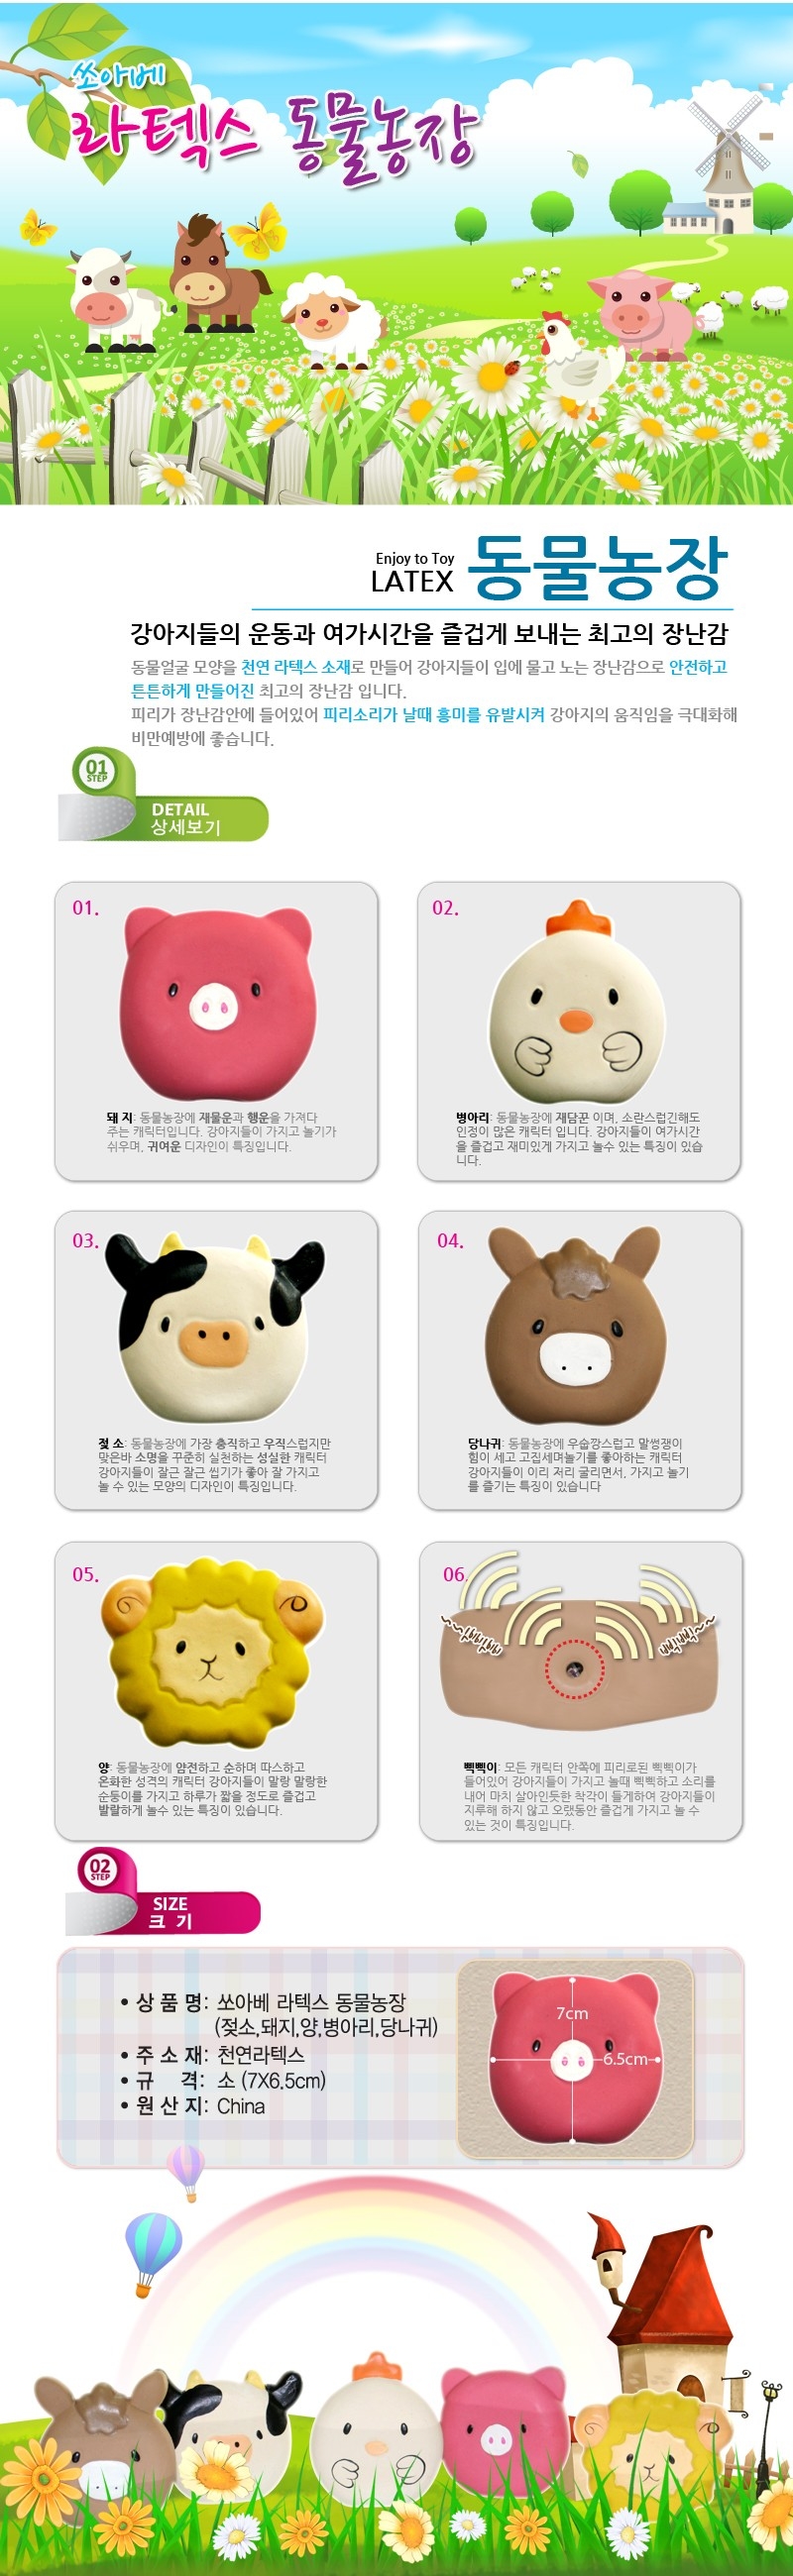 쏘아베
라텍스 동물농장
Enjoy to Toy
LATEX 동물농장
강아지들의 운동과 여가시간을 즐겁게 보내는 최고의 장난감
동물얼굴 모양을 천연 라텍스 소재로 만들어 강아지들이 입에 물고 노는 장난감으로 안전하고
튼튼하게 만들어진 최고의 장난감 입니다.
피리가 장난감안에 들어있어 피리소리가 날때 흥미를 유발시켜 강아지의 움직임을 극대화해
비만예방에 좋습니다.
01
STEP
DETAIL
상세보기
01.
돼 지: 동물농장에 재물운과 행운을 가져다
주는 캐릭터입니다. 강아지들이 가지고 놀기가
쉬우며, 귀여운 디자인이 특징입니다.
02.
병아리: 동물농장에 재담꾼 이며, 소란스럽긴해도
인정이 많은 캐릭터 입니다. 강아지들이 여가시간
을 즐겁고 재미있게 가지고 놀수 있는 특징이 있습
니다.
03.
젖 소: 동물농장에 가장 충직하고 우직스럽지만
맞은바 소명을 꾸준히 실천하는 성실한 캐릭터
강아지들이 잘근 잘근 씹기가 좋아 잘 가지고
놀 수 있는 모양의 디자인이 특징입니다.
04.
당나귀: 동물농장에 우습깡스럽고 말썽쟁이
힘이 세고 고집세며놀기를 좋아하는 캐릭터
강아지들이 이리 저리 굴리면서, 가지고 놀기
를 즐기는 특징이 있습니다
05.
양: 동물농장에 얌전하고 순하며 따스하고
온화한 성격의 캐릭터 강아지들이 말랑 말랑한
순둥이를 가지고 하루가 짧을 정도로 즐겁고
발랄하게 놀수 있는 특징이 있습니다.
06.
삑삑이: 모든 캐릭터 안쪽에 피리로된 삑삑이가
들어있어 강아지들이 가지고 놀때 삑삑하고 소리를
내어 마치 살아인듯한 착각이 들게하여 강아지들이
지루해 하지 않고 오랬동안 즐겁게 가지고 놀 수
있는 것이 특징입니다.
02
STEP
SIZE
크 기
• 상 품 명: 쏘아베 라텍스 동물농장
(젖소,돼지,양,병아리,당나귀)
• 주 소 재: 천연라텍스
• 규 격: 소 (7X6.5cm)
• 원 산 지: China
7cm
6.5cm